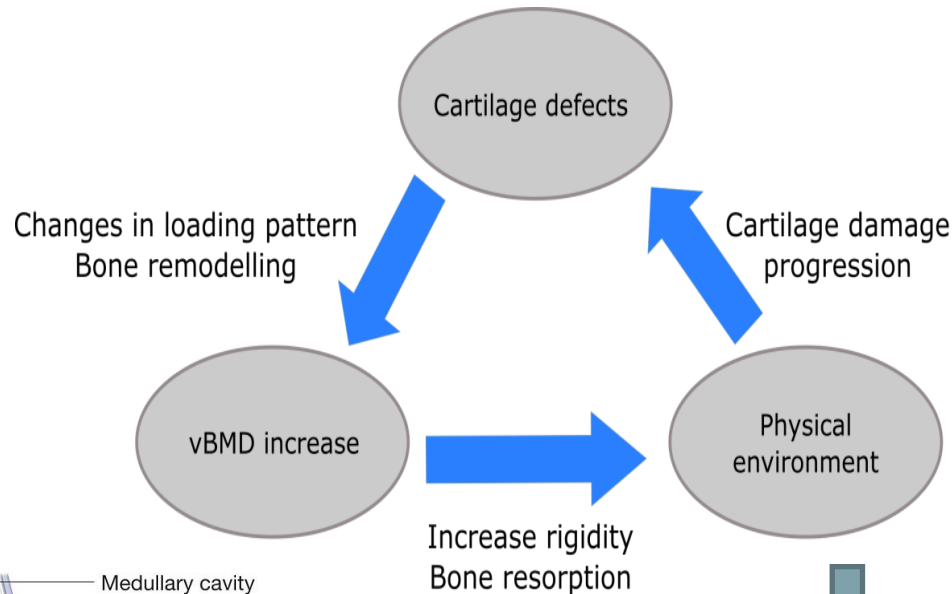 Cartilage defects
Changes in loading pattern
Bone remodelling
Cartilage damage
progression
vBMD increase
Physical
environment
Increase rigidity
Bone resorption
Medullary cavity